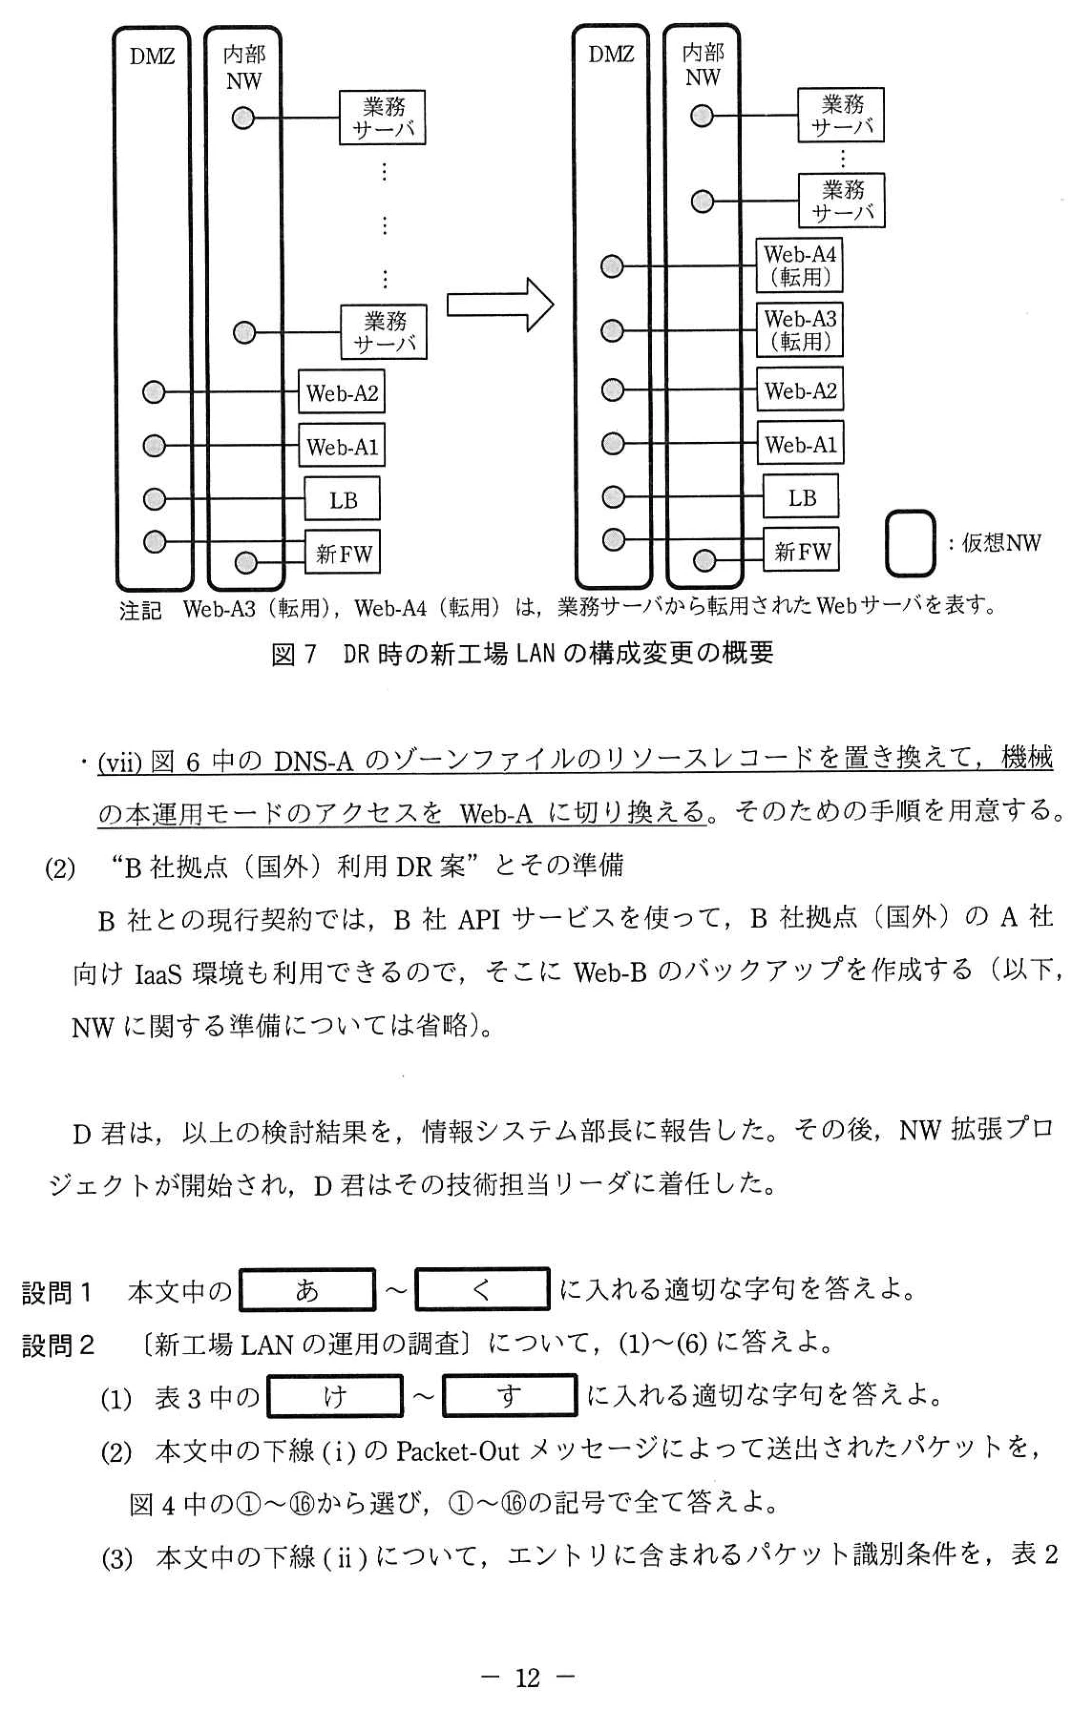 DMZ
内部
NW
業務
サーバ
⋮
⋮
⋮
業務
サーバ
Web-A2
Web-A1
LB
新FW
DMZ
内部
NW
業務
サーバ
⋮
業務
サーバ
Web-A4
（転用）
Web-A3
（転用）
Web-A2
Web-A1
LB
新FW
：仮想NW
注記　Web-A3（転用），Web-A4（転用）は，業務サーバから転用されたWebサーバを表す。
図7　DR時の新工場LANの構成変更の概要
・(vii)図6中のDNS-Aのゾーンファイルのリソースレコードを置き換えて，機械
の本運用モードのアクセスをWeb-Aに切り換える。そのための手順を用意する。
(2)　“B社拠点（国外）利用DR案”とその準備
B社との現行契約では，B社APIサービスを使って，B社拠点（国外）のA社
向けIaaS環境も利用できるので，そこにWeb-Bのバックアップを作成する（以下，
NWに関する準備については省略）。
D君は，以上の検討結果を，情報システム部長に報告した。その後，NW拡張プロ
ジェクトが開始され，D君はその技術担当リーダに着任した。
設問1　本文中の あ ～ く に入れる適切な字句を答えよ。
設問2　〔新工場LANの運用の調査〕について，(1)～(6)に答えよ。
(1)　表3中の け ～ す に入れる適切な字句を答えよ。
(2)　本文中の下線(ⅰ)のPacket-Outメッセージによって送出されたパケットを，
図4中の①～⑯から選び，①～⑯の記号で全て答えよ。
(3)　本文中の下線(ⅱ)について，エントリに含まれるパケット識別条件を，表2
－ 12 －